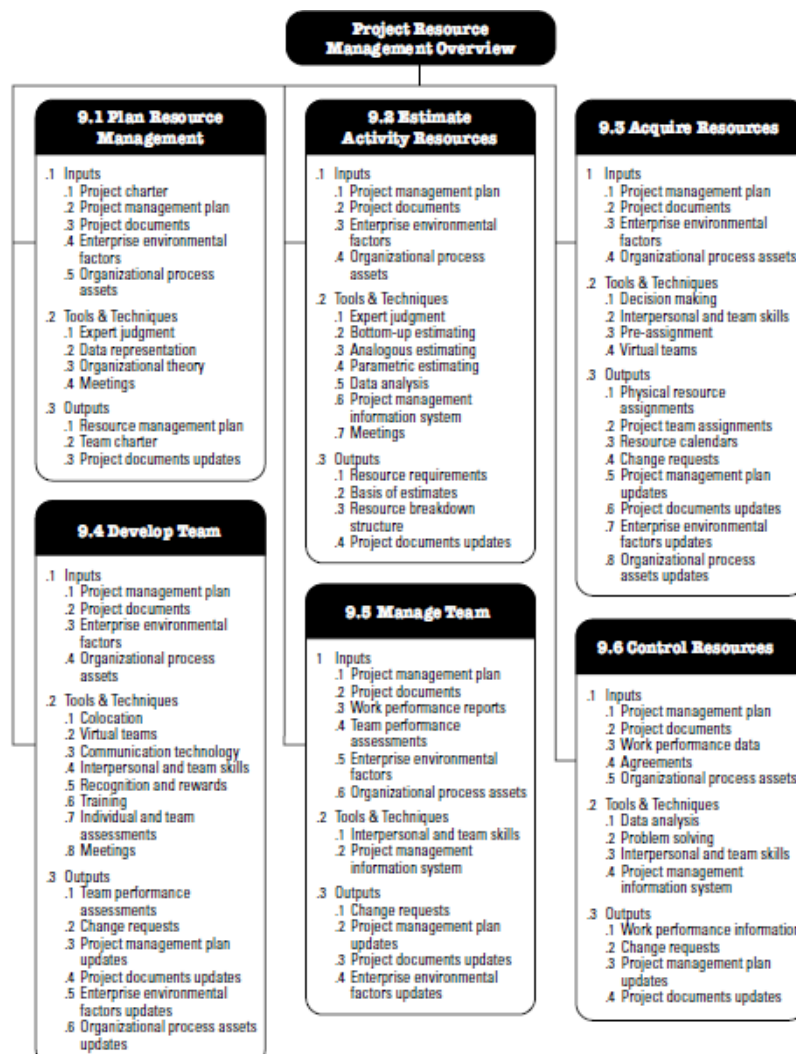 Project Resource
Management Overview
9.1 Plan Resource
Management
.1 Inputs
.1 Project charter
.2 Project management plan
.3 Project documents
.4 Enterprise environmental
factors
.5 Organizational process
assets
.2 Tools & Techniques
.1 Expert judgment
.2 Data representation
.3 Organizational theory
.4 Meetings
.3 Outputs
.1 Resource management plan
.2 Team charter
.3 Project documents updates
9.2 Estimate
Activity Resources
.1 Inputs
.1 Project management plan
.2 Project documents
.3 Enterprise environmental
factors
.4 Organizational process
assets
.2 Tools & Techniques
.1 Expert judgment
.2 Bottom-up estimating
.3 Analogous estimating
.4 Parametric estimating
.5 Data analysis
.6 Project management
information system
.7 Meetings
.3 Outputs
.1 Resource requirements
.2 Basis of estimates
.3 Resource breakdown
structure
.4 Project documents updates
9.3 Acquire Resources
1 Inputs
.1 Project management plan
.2 Project documents
.3 Enterprise environmental
factors
.4 Organizational process assets
.2 Tools & Techniques
.1 Decision making
.2 Interpersonal and team skills
.3 Pre-assignment
.4 Virtual teams
.3 Outputs
.1 Physical resource
assignments
.2 Project team assignments
.3 Resource calendars
.4 Change requests
.5 Project management plan
updates
.6 Project documents updates
.7 Enterprise environmental
factors updates
.8 Organizational process
assets updates
9.4 Develop Team
.1 Inputs
.1 Project management plan
.2 Project documents
.3 Enterprise environmental
factors
.4 Organizational process
assets
.2 Tools & Techniques
.1 Colocation
.2 Virtual teams
.3 Communication technology
.4 Interpersonal and team skills
.5 Recognition and rewards
.6 Training
.7 Individual and team
assessments
.8 Meetings
.3 Outputs
.1 Team performance
assessments
.2 Change requests
.3 Project management plan
updates
.4 Project documents updates
.5 Enterprise environmental
factors updates
.6 Organizational process assets
updates
9.5 Manage Team
1 Inputs
.1 Project management plan
.2 Project documents
.3 Work performance reports
.4 Team performance
assessments
.5 Enterprise environmental
factors
.6 Organizational process assets
.2 Tools & Techniques
.1 Interpersonal and team skills
.2 Project management
information system
.3 Outputs
.1 Change requests
.2 Project management plan
updates
.3 Project documents updates
.4 Enterprise environmental
factors updates
9.6 Control Resources
.1 Inputs
.1 Project management plan
.2 Project documents
.3 Work performance data
.4 Agreements
.5 Organizational process assets
.2 Tools & Techniques
.1 Data analysis
.2 Problem solving
.3 Interpersonal and team skills
.4 Project management
information system
.3 Outputs
.1 Work performance information
.2 Change requests
.3 Project management plan
updates
.4 Project documents updates